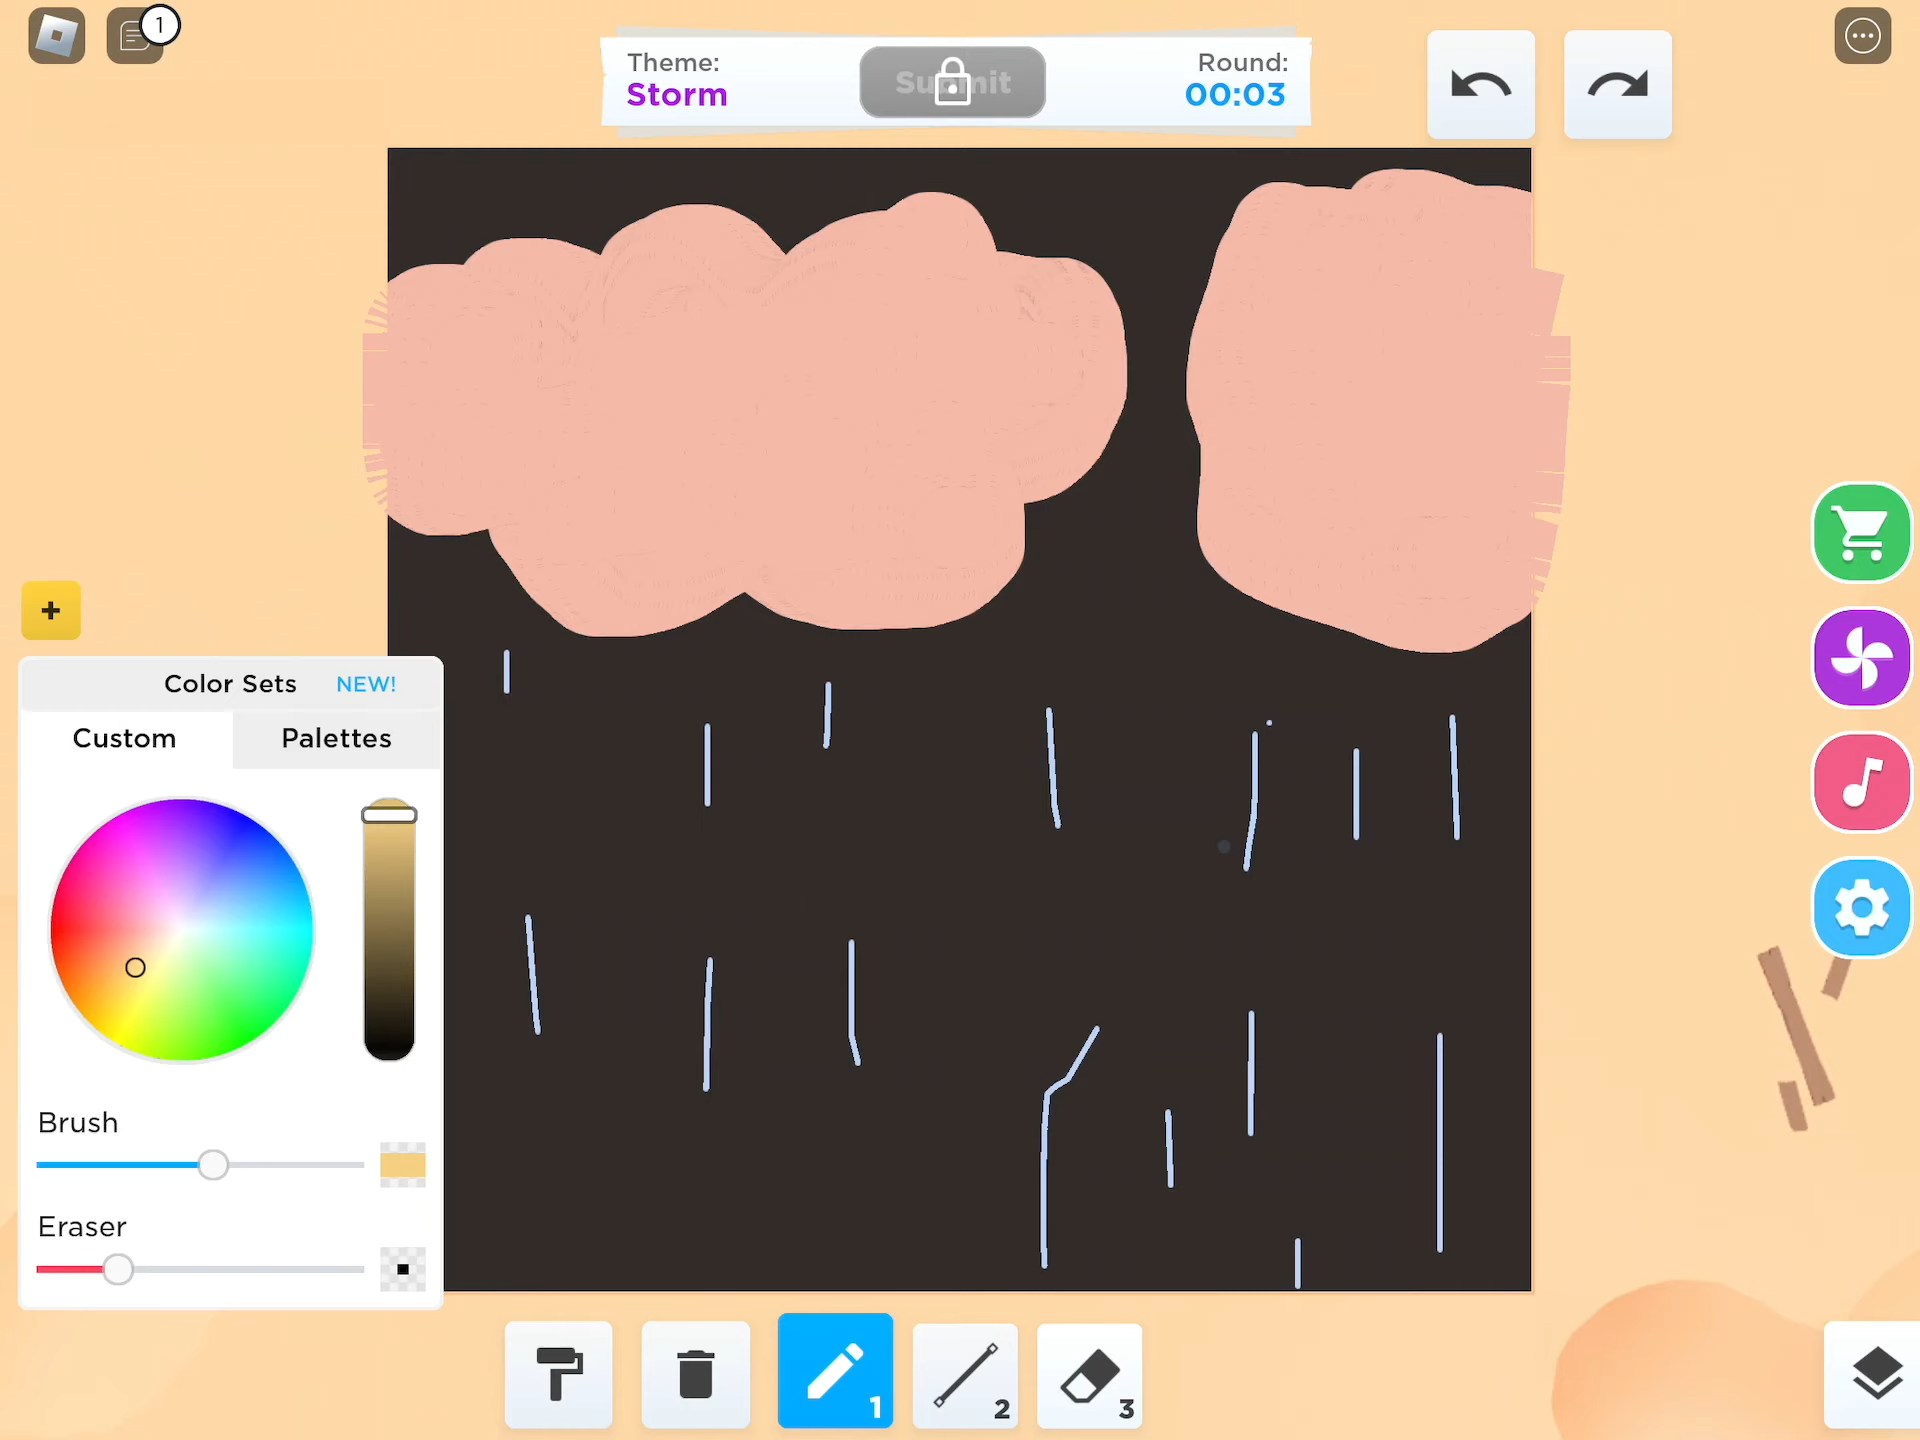 1
Theme:
Storm
Submit
Round:
00:03
+
Color Sets NEW!
Custom
Palettes
Brush
Eraser
1
2
3